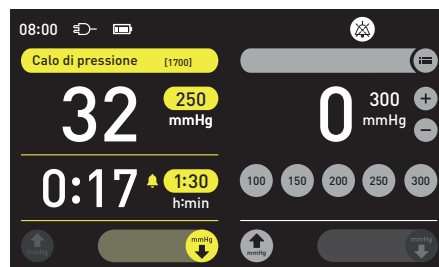 08:00
Calo di pressione [1700]
32 250 mmHg
0 300 mmHg + −
0:17 1:30 h:min
100 150 200 250 300
mmHg mmHg mmHg mmHg